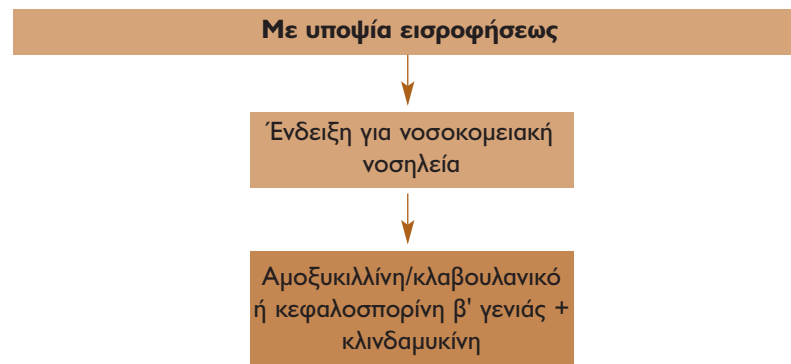 Με υποψία εισροφήσεως
Ένδειξη για νοσοκομειακή
νοσηλεία
Αμοξυκιλλίνη/κλαβουλανικό
ή κεφαλοσπορίνη β' γενιάς +
κλινδαμυκίνη